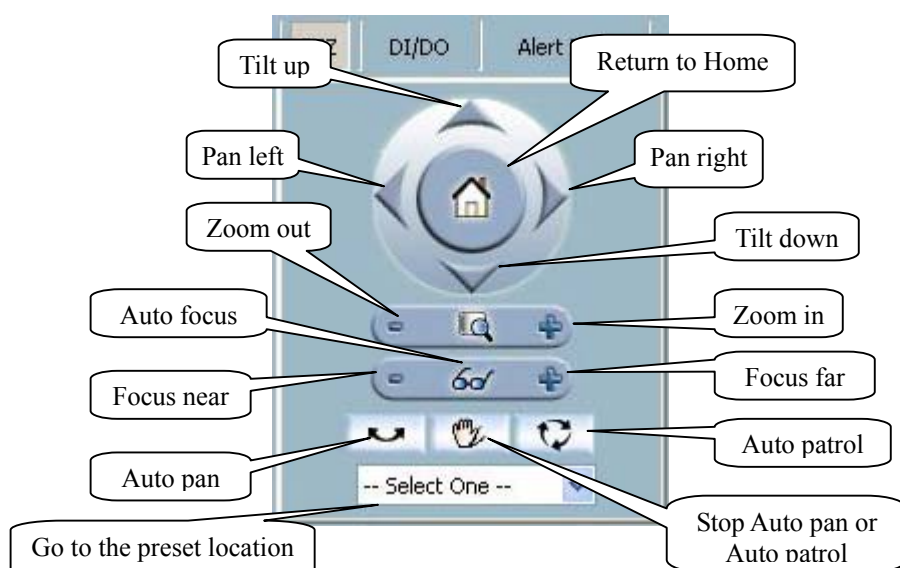 DI/DO
Alert
Tilt up
Return to Home
Pan left
Pan right
Zoom out
Tilt down
Auto focus
Zoom in
Focus near
Focus far
Auto pan
Auto patrol
-- Select One --
Go to the preset location
Stop Auto pan or
Auto patrol